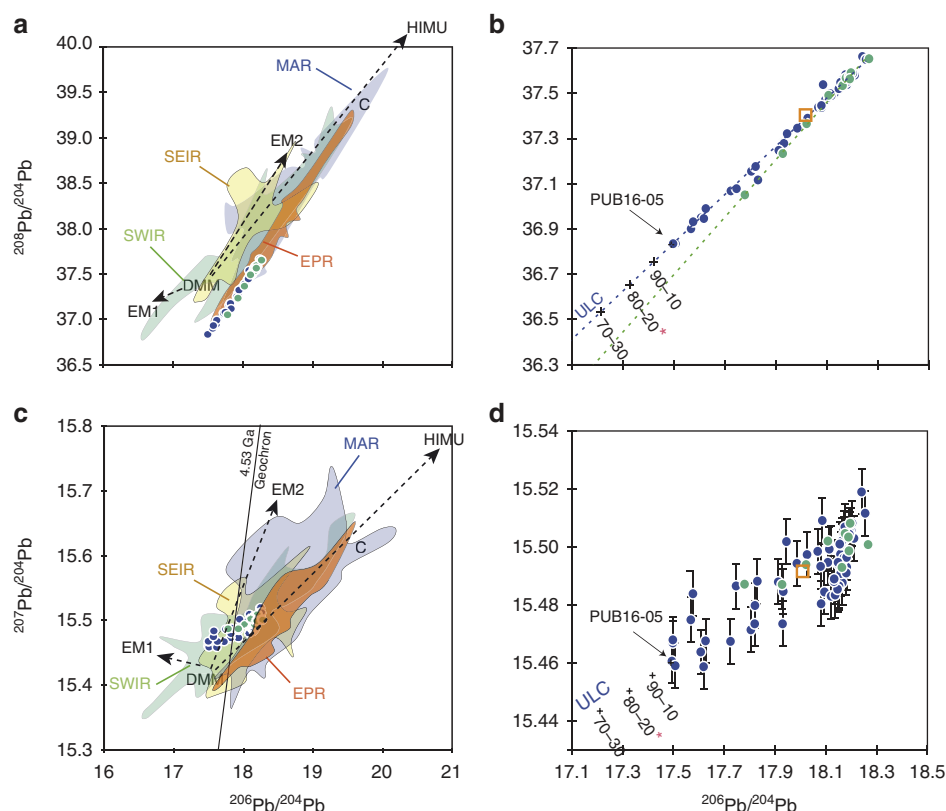 a
HIMU
40.0
MAR
39.5
C
39.0
EM2
SEIR
38.5
208Pb/204Pb
38.0
SWIR
EPR
37.5
DMM
EM1
37.0
36.5
b
37.7
37.5
37.3
37.1
PUB16-05
36.9
36.7
90–10
80–20 *
ULC
36.5
70–30
36.3
c
15.8
4.53 Ga
Geochron
HIMU
MAR
15.7
EM2
15.6
C
SEIR
207Pb/204Pb
15.5
EM1
DMM
SWIR
EPR
15.4
15.3
16 17 18 19 20 21
206Pb/204Pb
d
15.54
15.52
15.50
15.48
PUB16-05
15.46
90–10
ULC
80–20 *
15.44
70–30
17.1 17.3 17.5 17.7 17.9 18.1 18.3 18.5
206Pb/204Pb